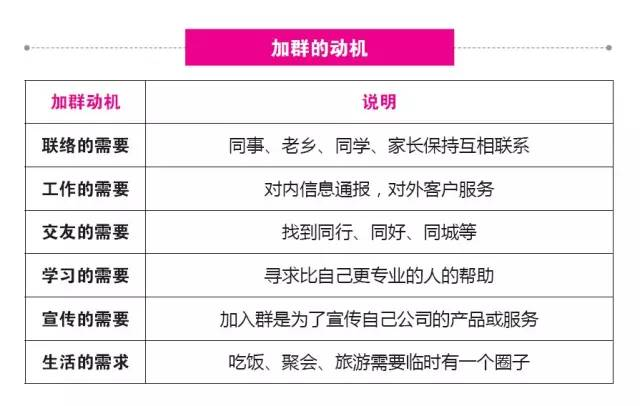 加群的动机
加群动机 说明
联络的需要 同事、老乡、同学、家长保持互相联系
工作的需要 对内信息通报，对外客户服务
交友的需要 找到同行、同好、同城等
学习的需要 寻求比自己更专业的人的帮助
宣传的需要 加入群是为了宣传自己公司的产品或服务
生活的需求 吃饭、聚会、旅游需要临时有一个圈子